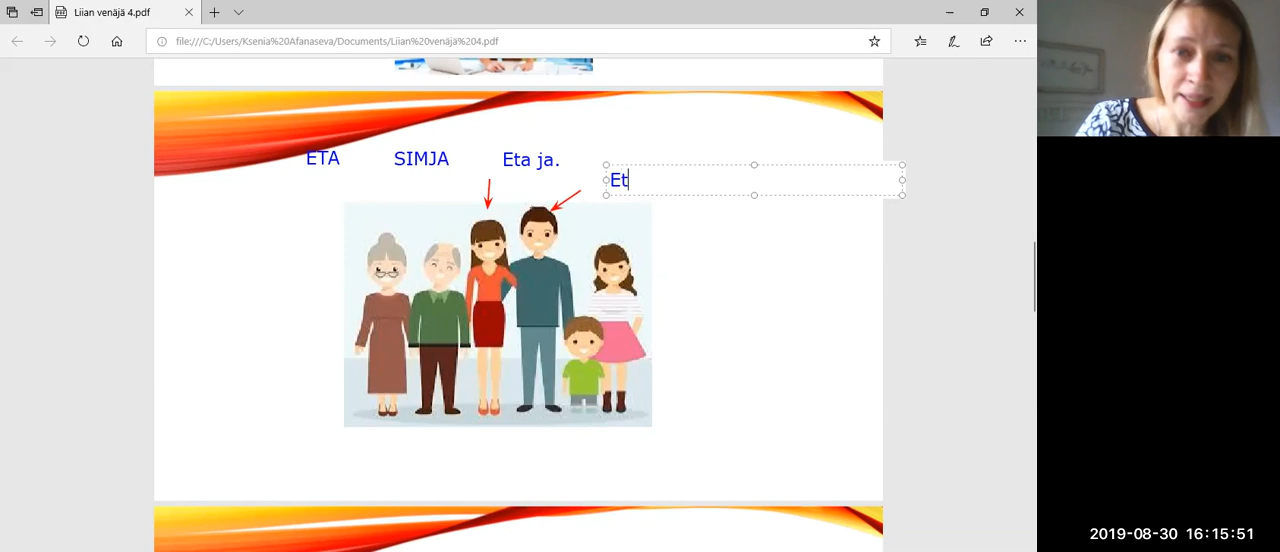 Liian venäjä 4.pdf
file:///C:/Users/Ksenia%20Afanaseva/Documents/Liian%20venäjä%204.pdf
ETA SIMJA Eta ja.
Et
2019-08-30 16:15:51